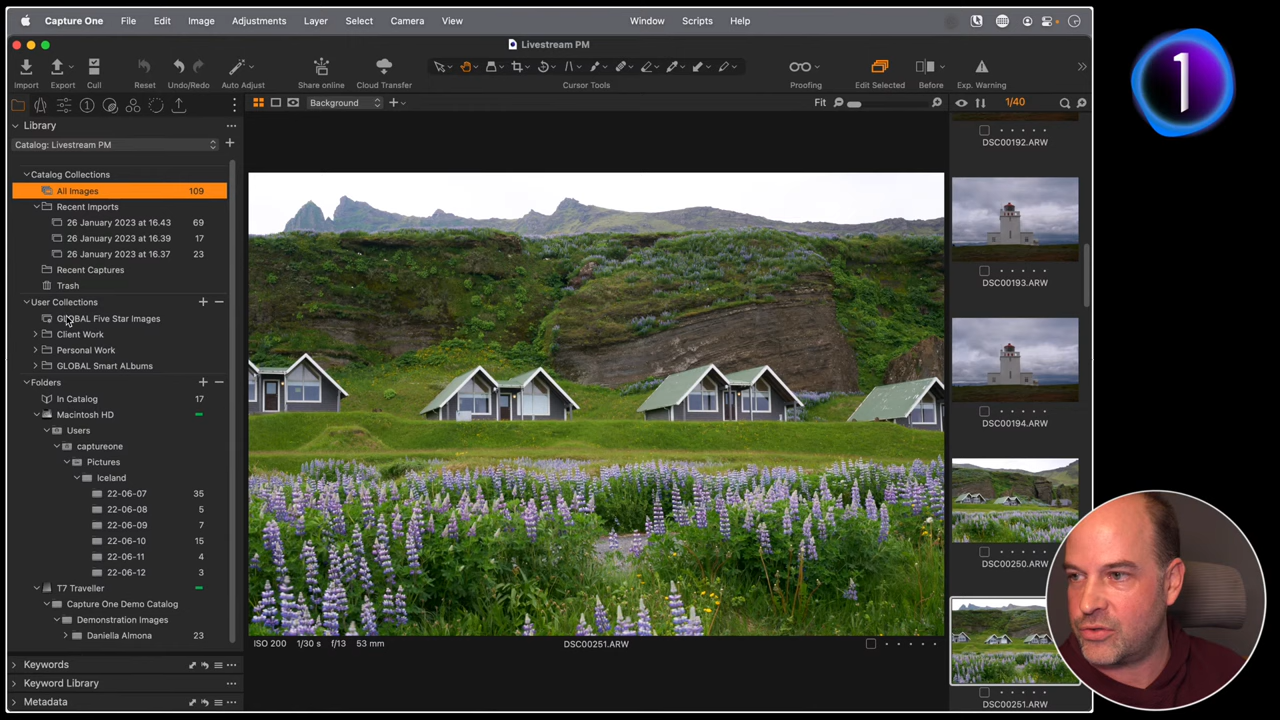 Capture One File Edit Image Adjustments Layer Select Camera View Window Scripts Help
Livestream PM
Import Export Cull Reset Undo/Redo Auto Adjust Share online Cloud Transfer Cursor Tools Proofing Edit Selected Before Exp. Warning
Background
Fit
1/40
Library
Catalog: Livestream PM
Catalog Collections
All Images 109
Recent Imports
26 January 2023 at 16.43 69
26 January 2023 at 16.39 17
26 January 2023 at 16.37 23
Recent Captures
Trash
User Collections
GLOBAL Five Star Images
Client Work
Personal Work
GLOBAL Smart ALbums
Folders
In Catalog 17
Macintosh HD
Users
captureone
Pictures
Iceland
22-06-07 35
22-06-08 5
22-06-09 7
22-06-10 15
22-06-11 4
22-06-12 3
T7 Traveller
Capture One Demo Catalog
Demonstration Images
Daniella Almona 23
Keywords
Keyword Library
Metadata
ISO 200 1/30 s f/13 53 mm
DSC00251.ARW
DSC00192.ARW
DSC00193.ARW
DSC00194.ARW
DSC00250.ARW
DSC00251.ARW
1